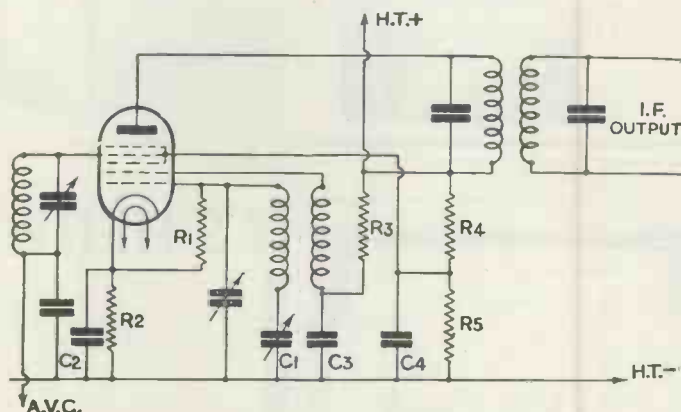 H.T.+
I.F.
OUTPUT
R1
R3
R4
R2
R5
C2
C1
C3
C4
H.T.-
A.V.C.